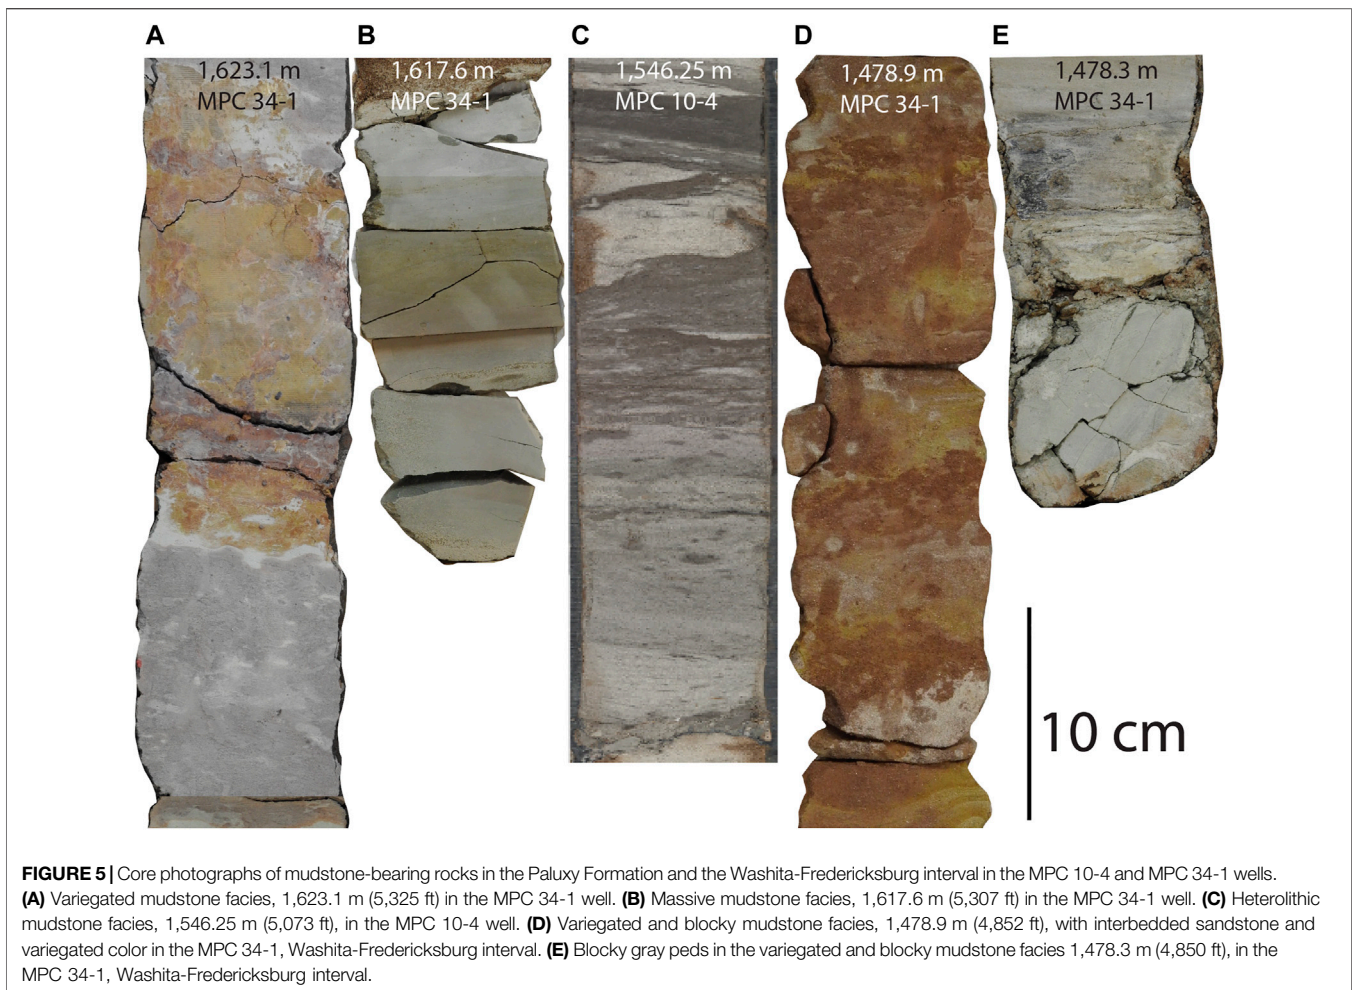 A B C D E
1,623.1 m 1,617.6 m 1,546.25 m 1,478.9 m 1,478.3 m
MPC 34-1 MPC 34-1 MPC 10-4 MPC 34-1 MPC 34-1
10 cm
FIGURE 5 | Core photographs of mudstone-bearing rocks in the Paluxy Formation and the Washita-Fredericksburg interval in the MPC 10-4 and MPC 34-1 wells.
(A) Variegated mudstone facies, 1,623.1 m (5,325 ft) in the MPC 34-1 well. (B) Massive mudstone facies, 1,617.6 m (5,307 ft) in the MPC 34-1 well. (C) Heterolithic
mudstone facies, 1,546.25 m (5,073 ft), in the MPC 10-4 well. (D) Variegated and blocky mudstone facies, 1,478.9 m (4,852 ft), with interbedded sandstone and
variegated color in the MPC 34-1, Washita-Fredericksburg interval. (E) Blocky gray peds in the variegated and blocky mudstone facies 1,478.3 m (4,850 ft), in the
MPC 34-1, Washita-Fredericksburg interval.